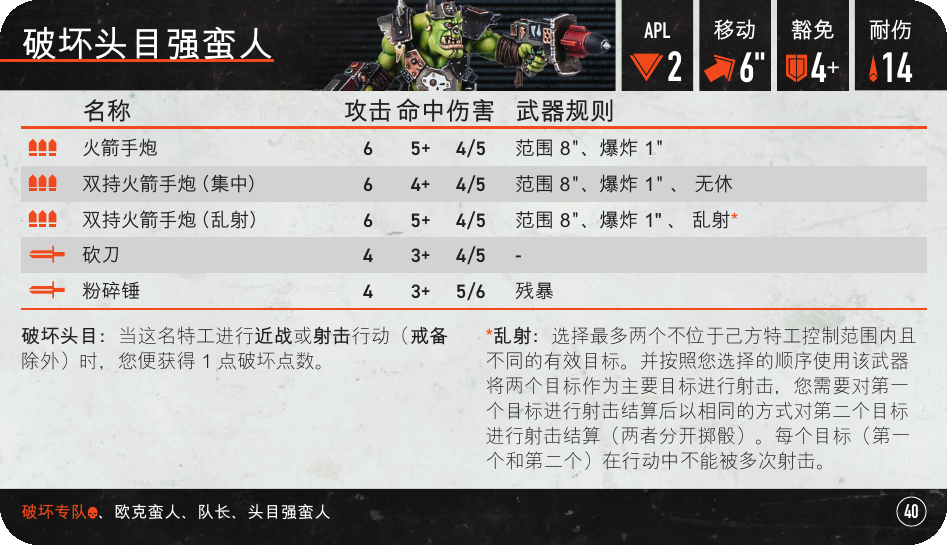 破坏头目强蛮人
APL 移动 豁免 耐伤
2 6" 4+ 14
名称 攻击 命中 伤害 武器规则
火箭手炮 6 5+ 4/5 范围 8"、爆炸 1"
双持火箭手炮（集中） 6 4+ 4/5 范围 8"、爆炸 1" 、 无休
双持火箭手炮（乱射） 6 5+ 4/5 范围 8"、爆炸 1" 、 乱射*
砍刀 4 3+ 4/5 -
粉碎锤 4 3+ 5/6 残暴
破坏头目：当这名特工进行近战或射击行动（戒备
除外）时，您便获得 1 点破坏点数。
*乱射：选择最多两个不位于己方特工控制范围内且
不同的有效目标。并按照您选择的顺序使用该武器
将两个目标作为主要目标进行射击，您需要对第一
个目标进行射击结算后以相同的方式对第二个目标
进行射击结算（两者分开掷骰）。每个目标（第一
个和第二个）在行动中不能被多次射击。
破坏专队、欧克蛮人、队长、头目强蛮人
40